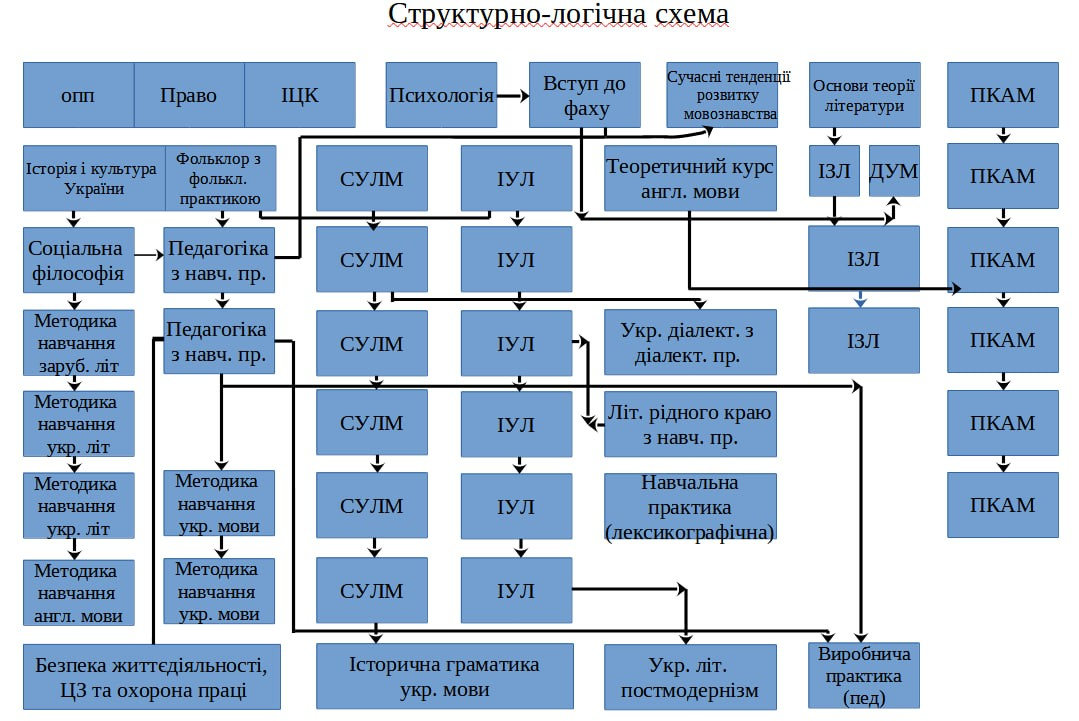 Структурно-логічна схема
опп
Право
ІЦК
Психологія
Вступ до
фаху
Сучасні тенденції
розвитку
мовознавства
Основи теорії
літератури
ПКАМ
Історія і культура
України
Фольклор з
фолькл.
практикою
СУЛМ
ІУЛ
Теоретичний курс
англ. мови
ІЗЛ
ДУМ
ПКАМ
Соціальна
філософія
Педагогіка
з навч. пр.
СУЛМ
ІУЛ
ІЗЛ
ПКАМ
Методика
навчання
заруб. літ
Педагогіка
з навч. пр.
СУЛМ
ІУЛ
Укр. діалект. з
діалект. пр.
ІЗЛ
ПКАМ
Методика
навчання
укр. літ
СУЛМ
ІУЛ
Літ. рідного краю
з навч. пр.
ПКАМ
Методика
навчання
укр. літ
Методика
навчання
укр. мови
СУЛМ
ІУЛ
Навчальна
практика
(лексикографічна)
ПКАМ
Методика
навчання
англ. мови
Методика
навчання
укр. мови
СУЛМ
ІУЛ
Безпека життєдіяльності,
ЦЗ та охорона праці
Історична граматика
укр. мови
Укр. літ.
постмодернізм
Виробнича
практика
(пед)